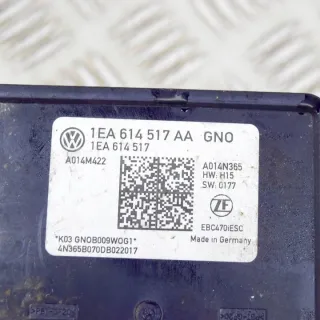 1EA 614 517 AA GNO
1EA 614 517
A014M422
A014N365
HW: H15
SW: 0177
ZF
EBC470iESC
Made in Germany
*K03 GNOB009W0G1*
4N365B070DB022017